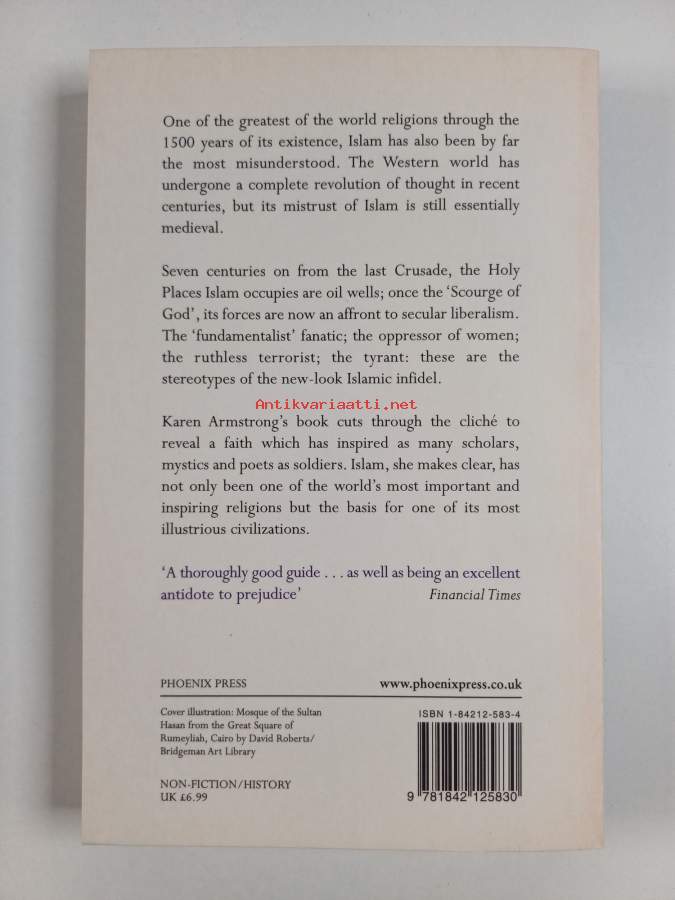 One of the greatest of the world religions through the
1500 years of its existence, Islam has also been by far
the most misunderstood. The Western world has
undergone a complete revolution of thought in recent
centuries, but its mistrust of Islam is still essentially
medieval.
Seven centuries on from the last Crusade, the Holy
Places Islam occupies are oil wells; once the ‘Scourge of
God’, its forces are now an affront to secular liberalism.
The ‘fundamentalist’ fanatic; the oppressor of women;
the ruthless terrorist; the tyrant: these are the
stereotypes of the new-look Islamic infidel.
Antikvariaatti.net
Karen Armstrong’s book cuts through the cliché to
reveal a faith which has inspired as many scholars,
mystics and poets as soldiers. Islam, she makes clear, has
not only been one of the world’s most important and
inspiring religions but the basis for one of its most
illustrious civilizations.
‘A thoroughly good guide . . . as well as being an excellent
antidote to prejudice’ Financial Times
PHOENIX PRESS www.phoenixpress.co.uk
Cover illustration: Mosque of the Sultan
Hasan from the Great Square of
Rumeyliah, Cairo by David Roberts/
Bridgeman Art Library
NON-FICTION/HISTORY
UK £6.99
ISBN 1-84212-583-4
9 781842 125830